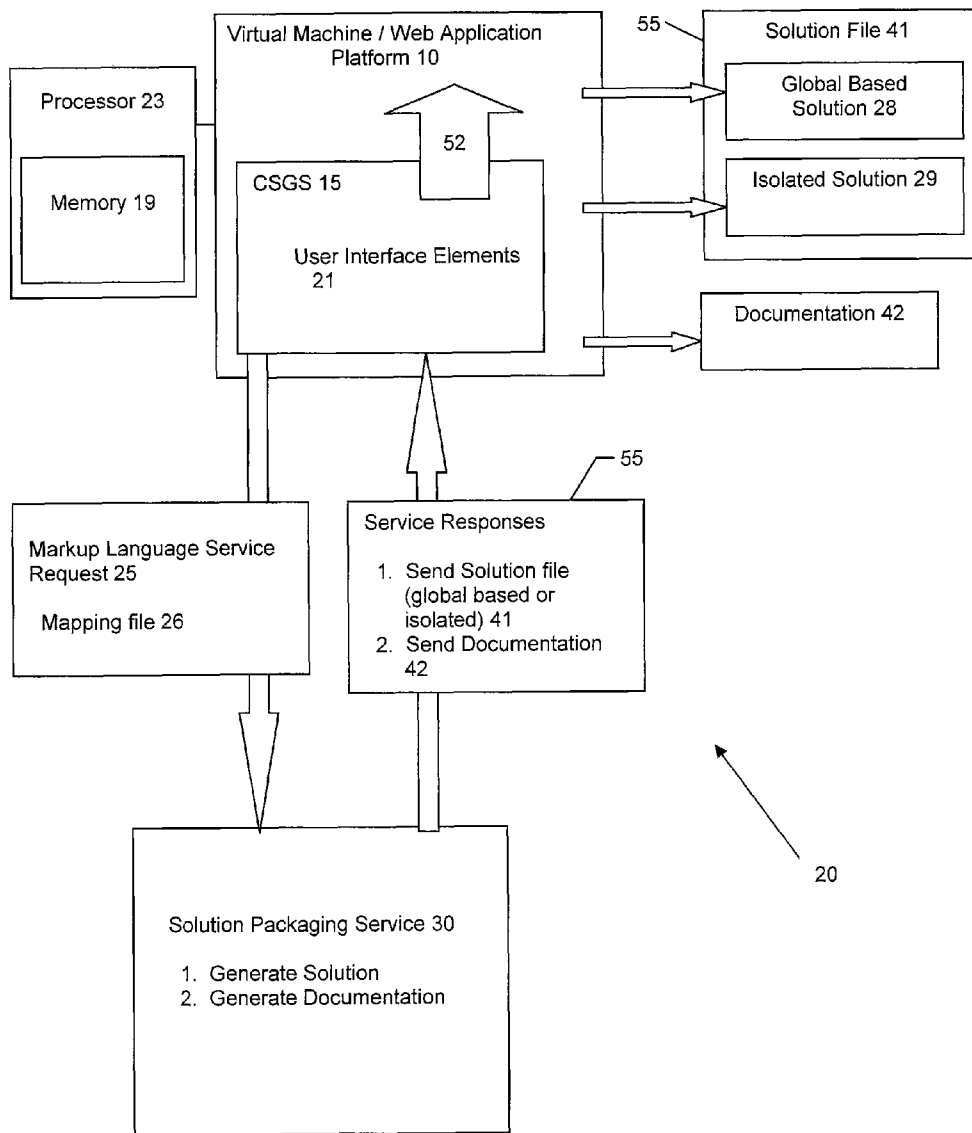 Virtual Machine / Web Application
Platform 10
55
Solution File 41
Processor 23
Global Based
Solution 28
52
Memory 19
CSGS 15
Isolated Solution 29
User Interface Elements
21
Documentation 42
55
Markup Language Service
Request 25
Mapping file 26
Service Responses
1. Send Solution file
(global based or
isolated) 41
2. Send Documentation
42
20
Solution Packaging Service 30
1. Generate Solution
2. Generate Documentation